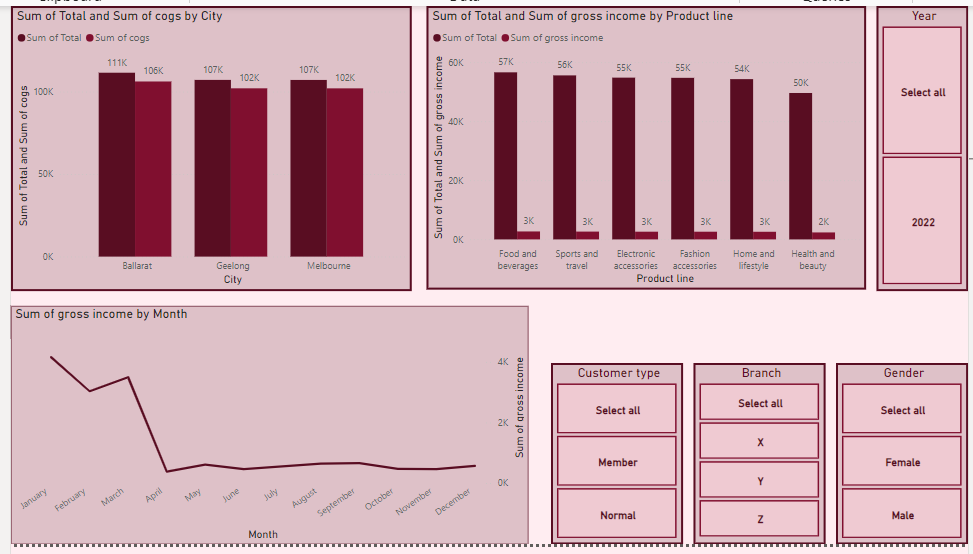 Sum of Total and Sum of cogs by City
Sum of Total Sum of cogs
Sum of Total and Sum of cogs
100K
50K
0K
111K
106K
107K
102K
107K
102K
Ballarat
Geelong
Melbourne
City
Sum of Total and Sum of gross income by Product line
Sum of Total Sum of gross income
Sum of Total and Sum of gross income
60K
40K
20K
0K
57K
3K
56K
3K
55K
3K
55K
3K
54K
3K
50K
2K
Food and
beverages
Sports and
travel
Electronic
accessories
Fashion
accessories
Home and
lifestyle
Health and
beauty
Product line
Year
Select all
2022
Sum of gross income by Month
4K
2K
0K
Sum of gross income
January
February
March
April
May
June
July
August
September
October
November
December
Month
Customer type
Select all
Member
Normal
Branch
Select all
X
Y
Z
Gender
Select all
Female
Male